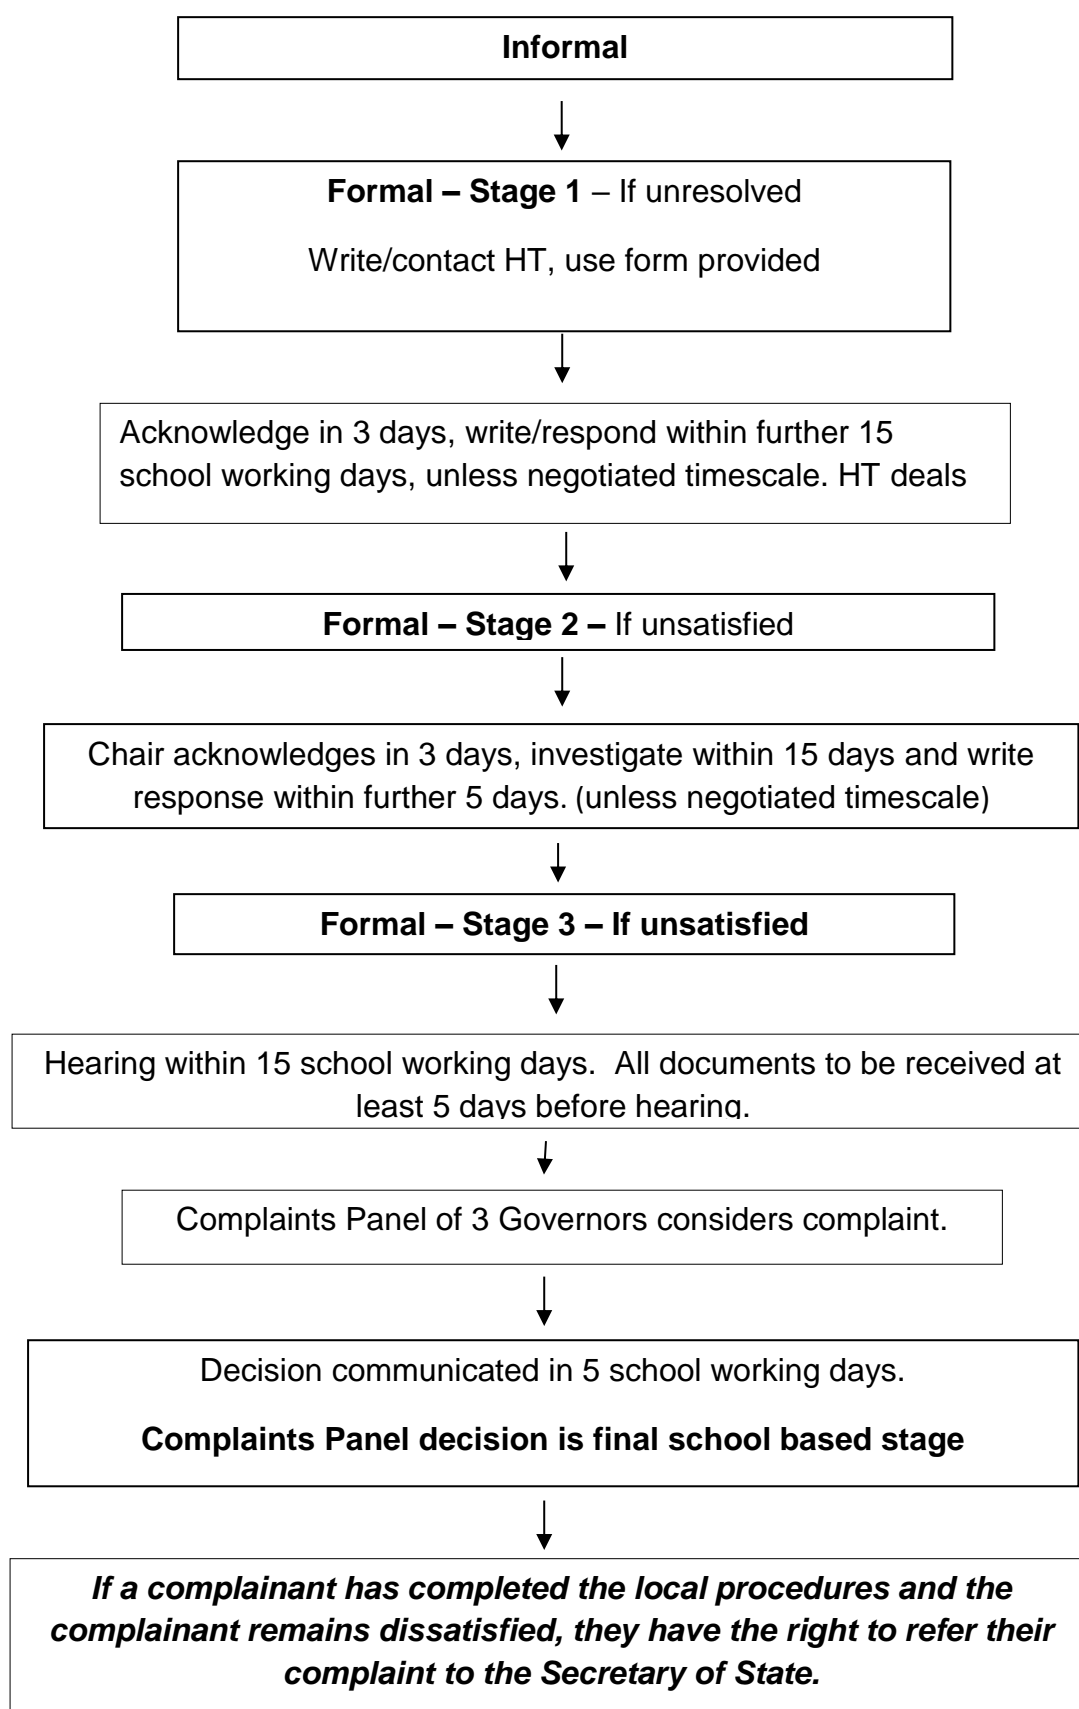 Informal
Formal – Stage 1 – If unresolved
Write/contact HT, use form provided
Acknowledge in 3 days, write/respond within further 15
school working days, unless negotiated timescale. HT deals
Formal – Stage 2 – If unsatisfied
Chair acknowledges in 3 days, investigate within 15 days and write
response within further 5 days. (unless negotiated timescale)
Formal – Stage 3 – If unsatisfied
Hearing within 15 school working days.  All documents to be received at
least 5 days before hearing.
Complaints Panel of 3 Governors considers complaint.
Decision communicated in 5 school working days.
Complaints Panel decision is final school based stage
If a complainant has completed the local procedures and the
complainant remains dissatisfied, they have the right to refer their
complaint to the Secretary of State.